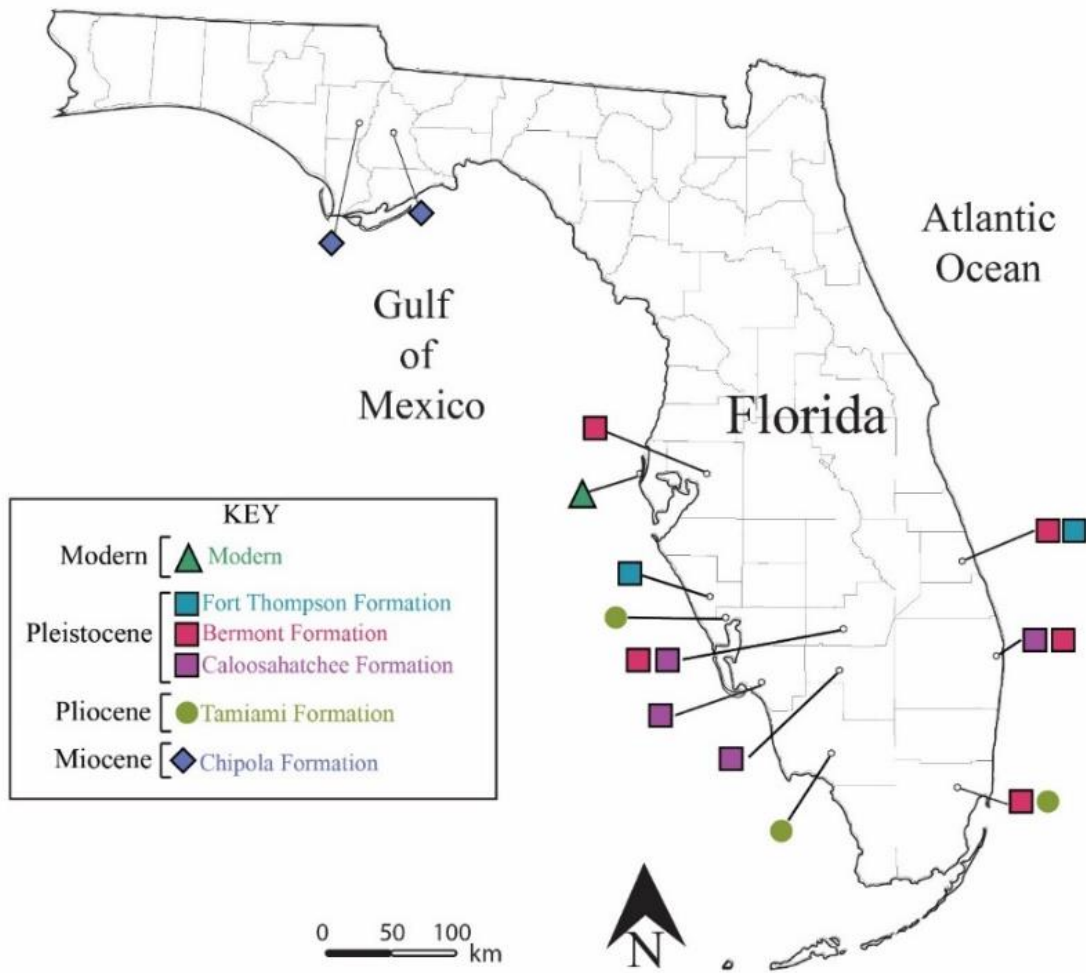 Atlantic
Ocean
Gulf
of
Mexico
Florida
KEY
Modern Modern
Fort Thompson Formation
Pleistocene Bermont Formation
Caloosahatchee Formation
Pliocene Tamiami Formation
Miocene Chipola Formation
0 50 100
km
N